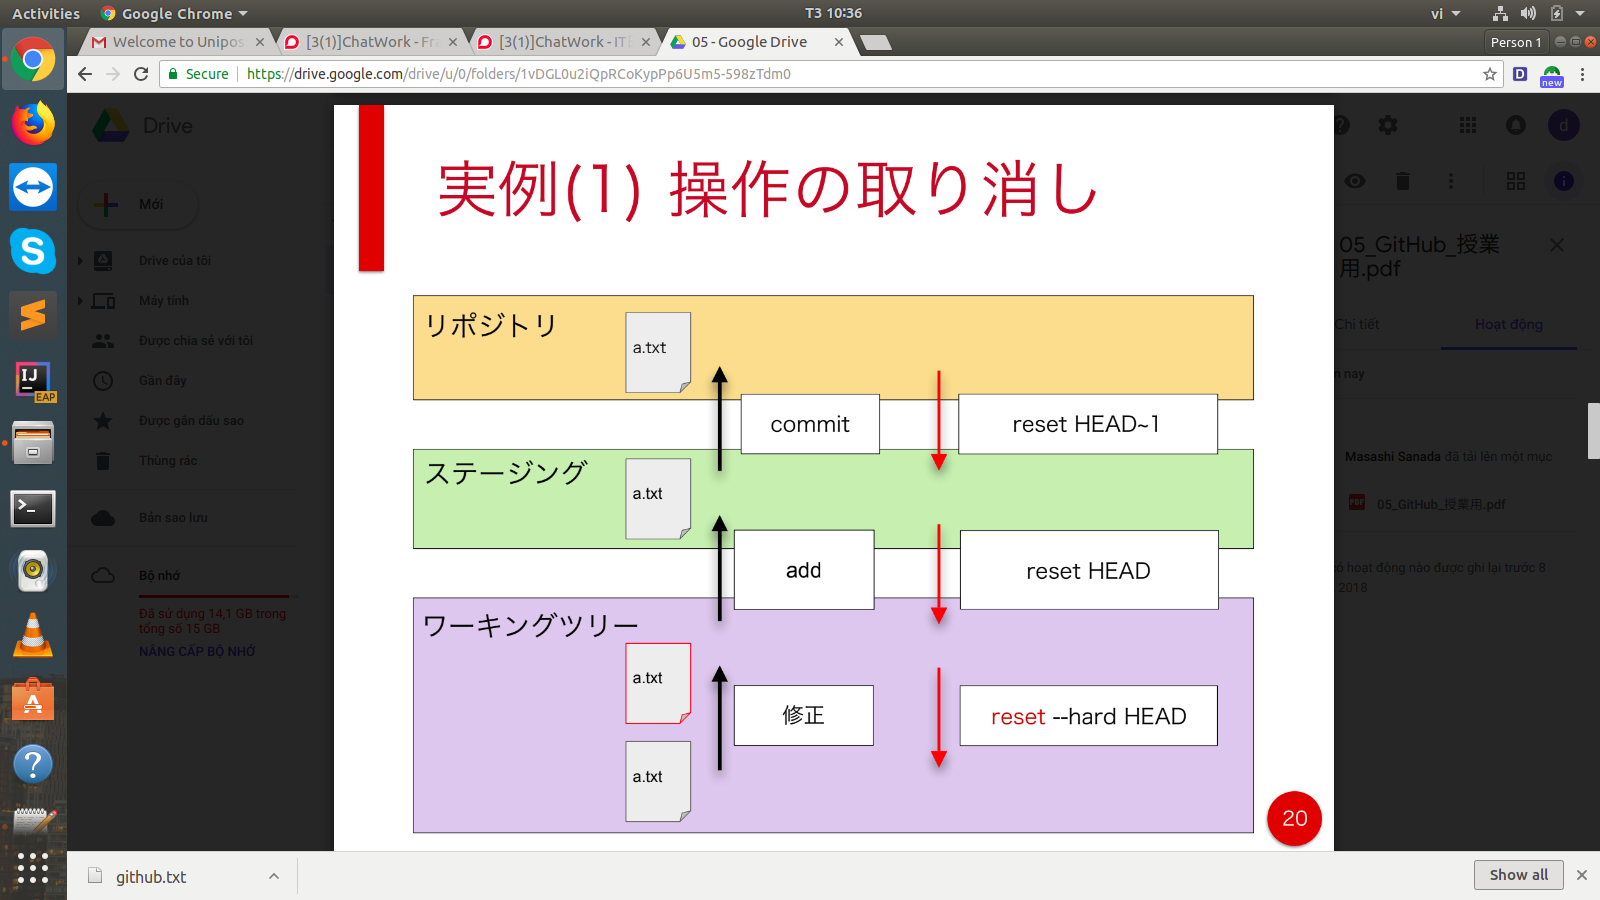 Activities
Google Chrome
T3 10:36
vi
Welcome to Unipos
[3(1)]ChatWork - Fra
[3(1)]ChatWork - IT
05 - Google Drive
Person 1
Secure
https://drive.google.com/drive/u/0/folders/1vDGL0u2iQpRCoKypPp6U5m5-598zTdm0
D
new
Drive
d
Mới
Drive của tôi
Máy tính
Được chia sẻ với tôi
Gần đây
Được gắn dấu sao
Thùng rác
Bản sao lưu
Bộ nhớ
Đã sử dụng 14,1 GB trong
tổng số 15 GB
NÂNG CẤP BỘ NHỚ
実例(1) 操作の取り消し
リポジトリ
a.txt
commit
reset HEAD~1
ステージング
a.txt
add
reset HEAD
ワーキングツリー
a.txt
修正
reset --hard HEAD
a.txt
20
05_GitHub_授業
用.pdf
Chi tiết
Hoạt động
nay
Masashi Sanada đã tải lên một mục
PDF
05_GitHub_授業用.pdf
có hoạt động nào được ghi lại trước 8
2018
S
IJ
EAP
github.txt
Show all